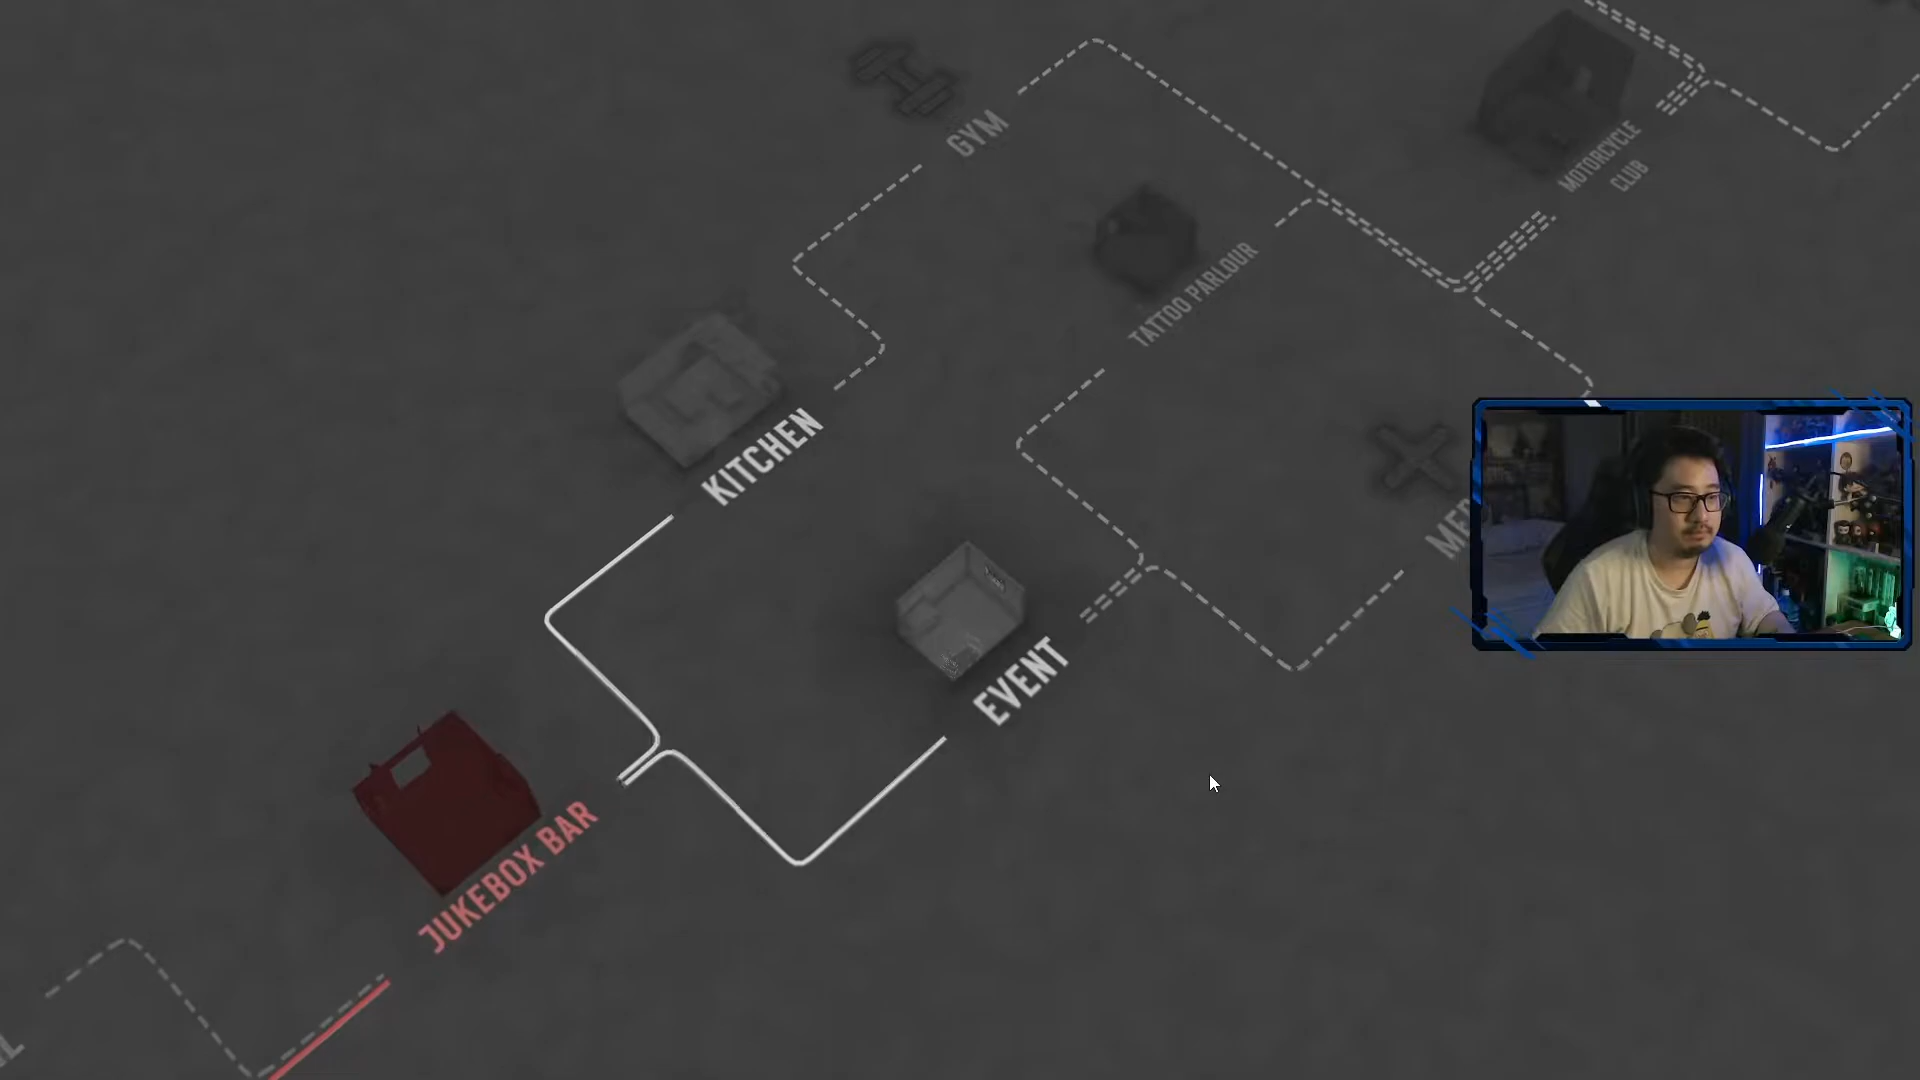 GYM
MOTORCYCLE
CLUB
TATTOO PARLOUR
KITCHEN
EVENT
JUKEBOX BAR